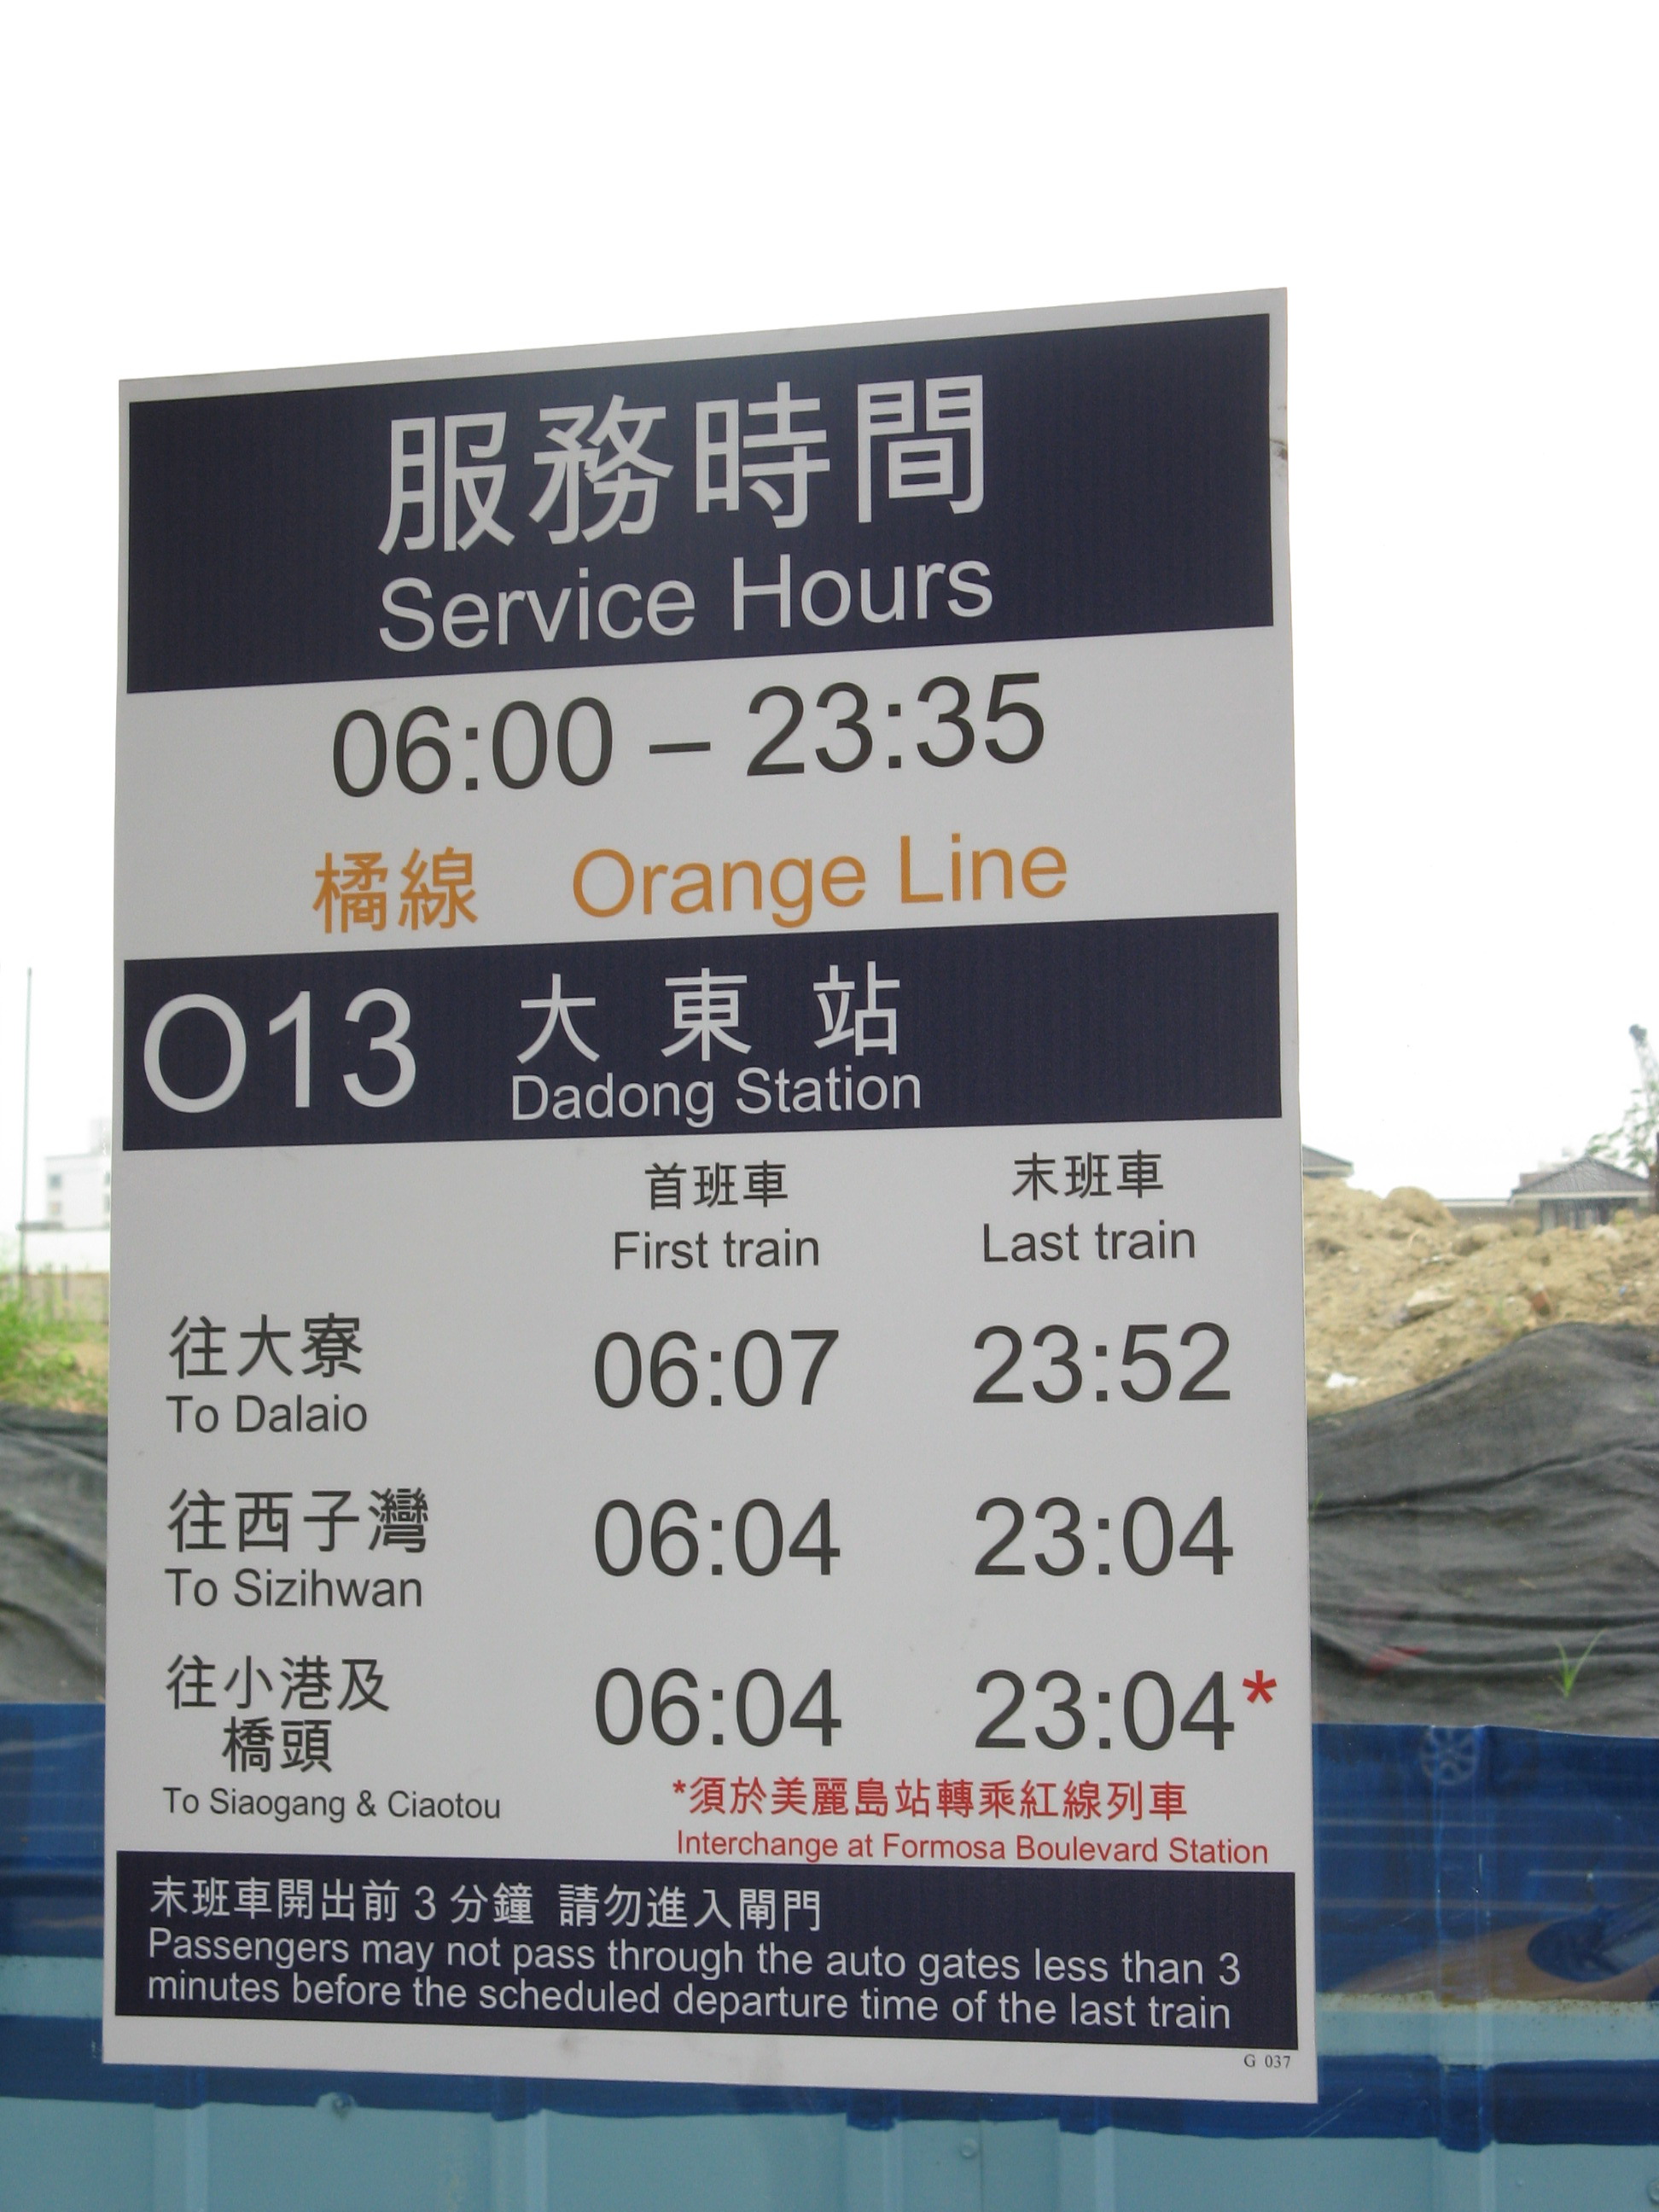 服務時間
Service Hours
06:00 – 23:35
橘線 Orange Line
O13 大東站
Dadong Station
首班車 末班車
First train Last train
往大寮 06:07 23:52
To Dalaio
往西子灣 06:04 23:04
To Sizihwan
往小港及 06:04 23:04*
橋頭
To Siaogang & Ciaotou
*須於美麗島站轉乘紅線列車
Interchange at Formosa Boulevard Station
末班車開出前 3 分鐘 請勿進入閘門
Passengers may not pass through the auto gates less than 3
minutes before the scheduled departure time of the last train
G 037